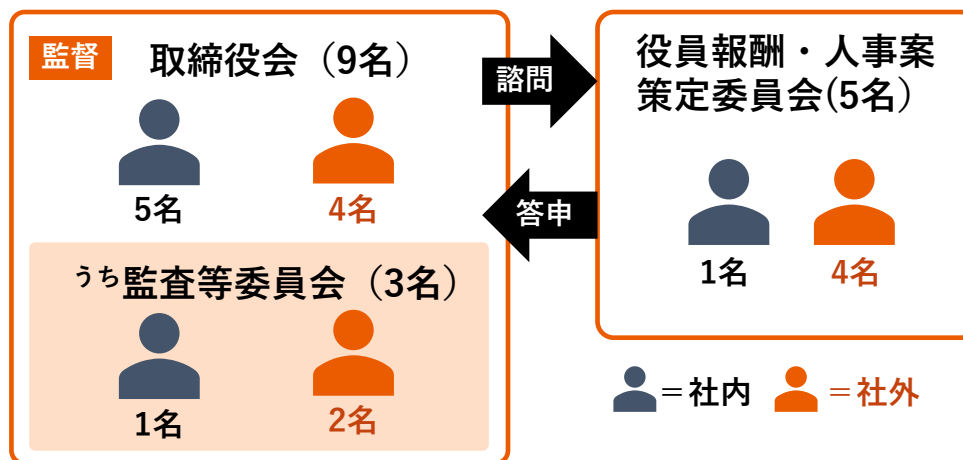 監督
取締役会（9名）
5名
4名
うち監査等委員会（3名）
1名
2名
諮問
答申
役員報酬・人事案
策定委員会(5名）
1名
4名
＝社内
＝社外